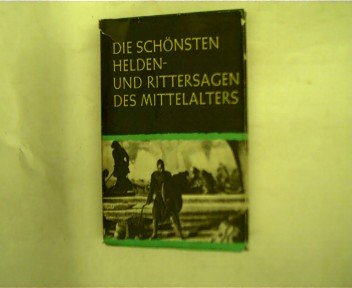 DIE SCHÖNSTEN
HELDEN-
UND RITTERSAGEN
DES MITTELALTERS